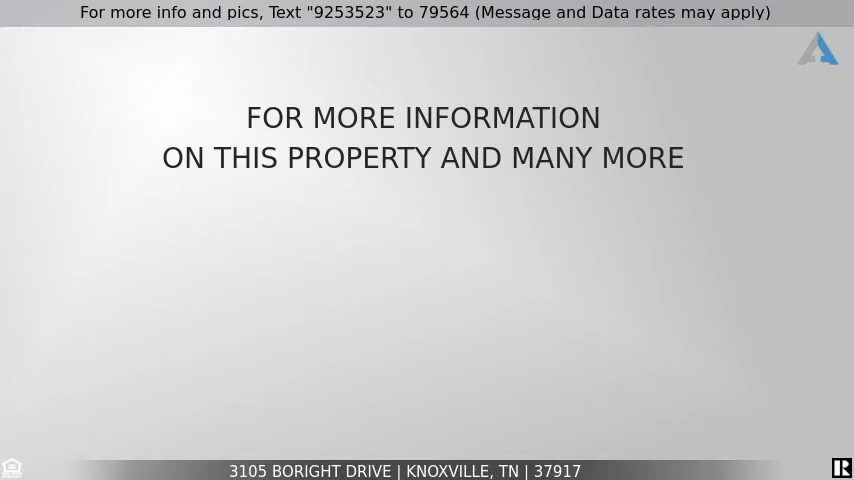 For more info and pics, Text "9253523" to 79564 (Message and Data rates may apply)
FOR MORE INFORMATION
ON THIS PROPERTY AND MANY MORE
3105 BORIGHT DRIVE | KNOXVILLE, TN | 37917